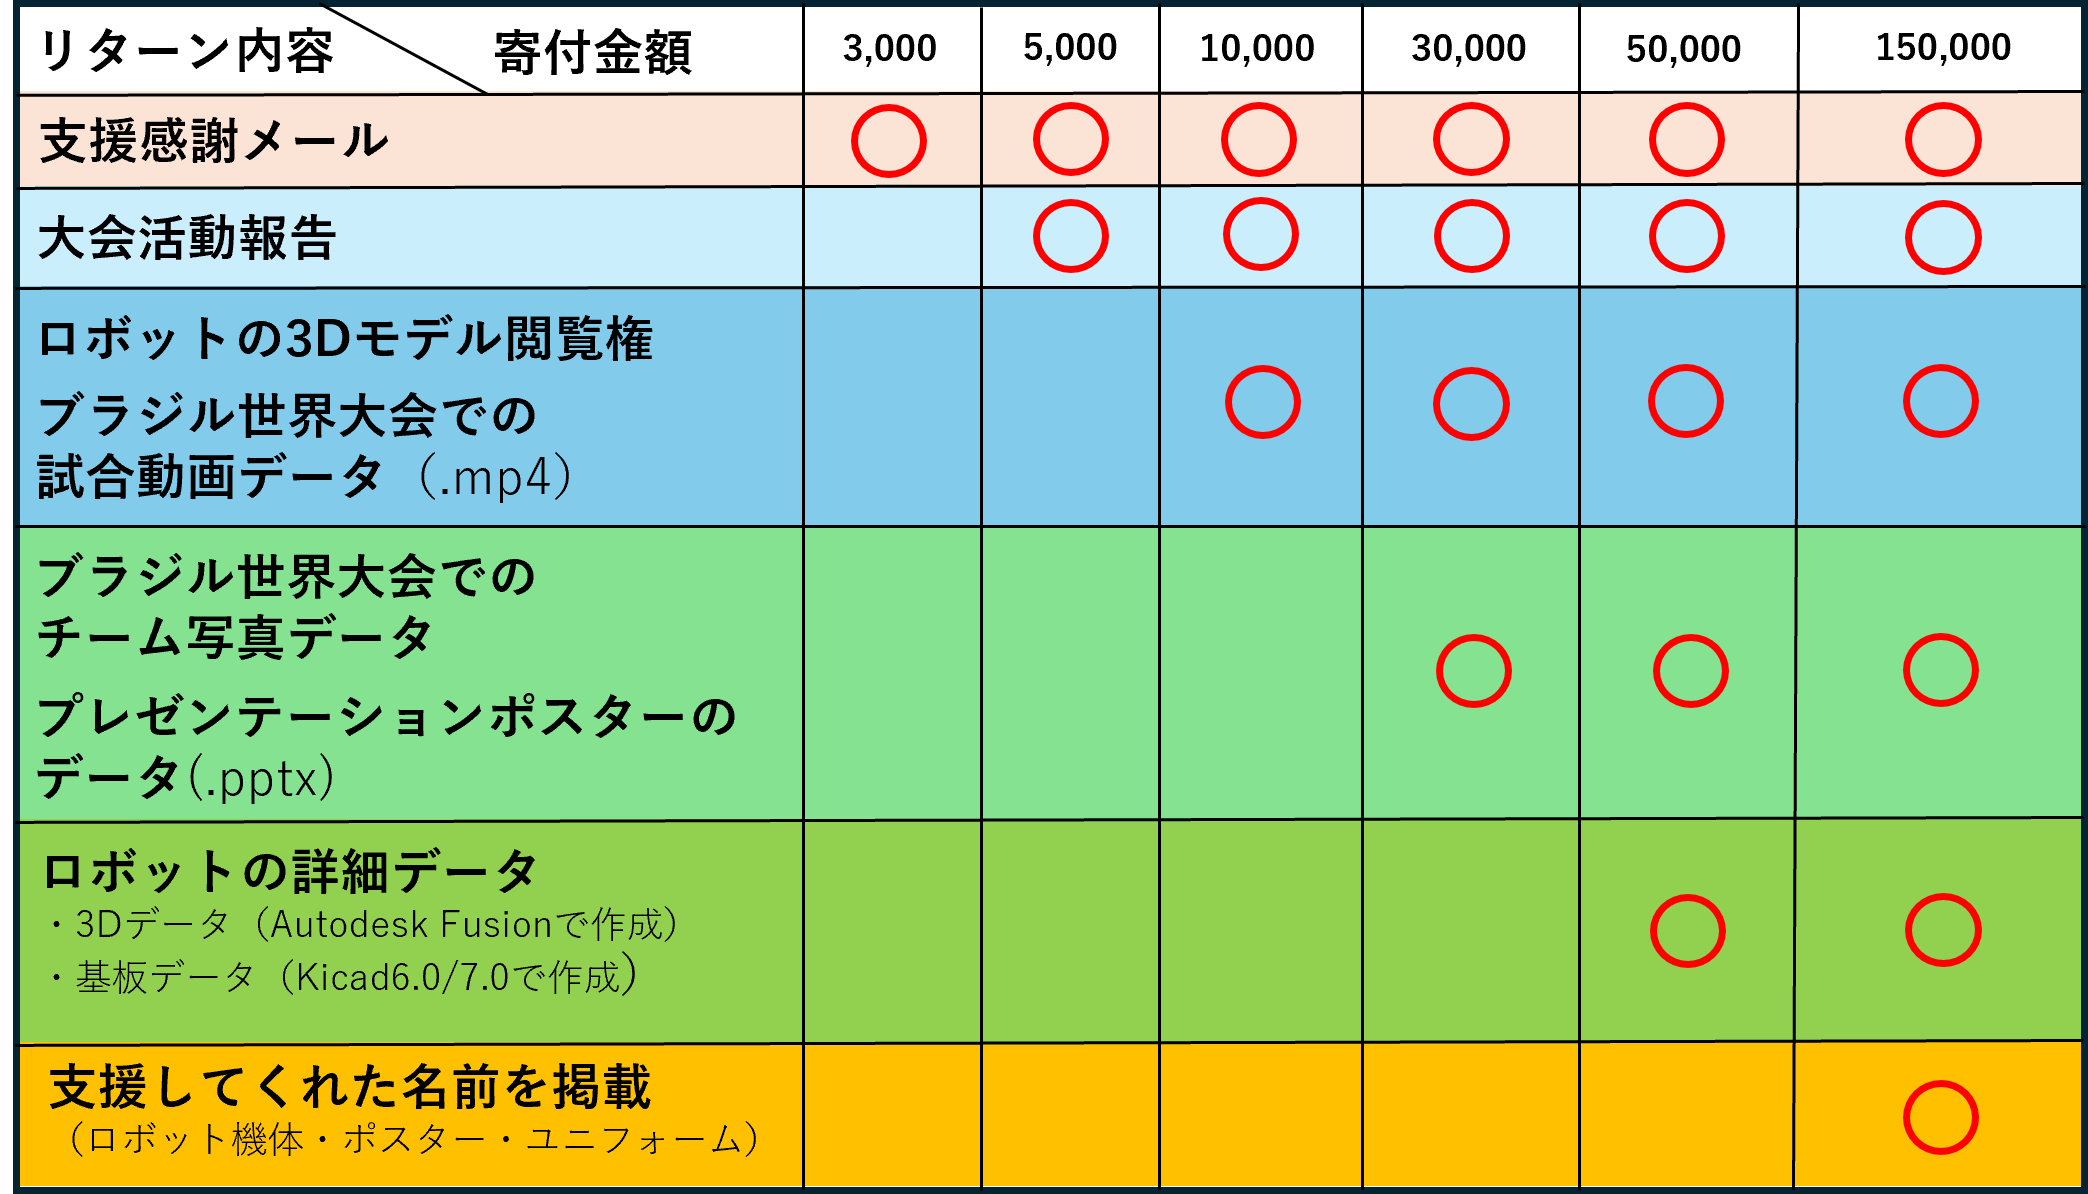 リターン内容 寄付金額 3,000 5,000 10,000 30,000 50,000 150,000
支援感謝メール
大会活動報告
ロボットの3Dモデル閲覧権
ブラジル世界大会での
試合動画データ（.mp4）
ブラジル世界大会での
チーム写真データ
プレゼンテーションポスターの
データ(.pptx)
ロボットの詳細データ
・3Dデータ（Autodesk Fusionで作成）
・基板データ（Kicad6.0/7.0で作成）
支援してくれた名前を掲載
（ロボット機体・ポスター・ユニフォーム）